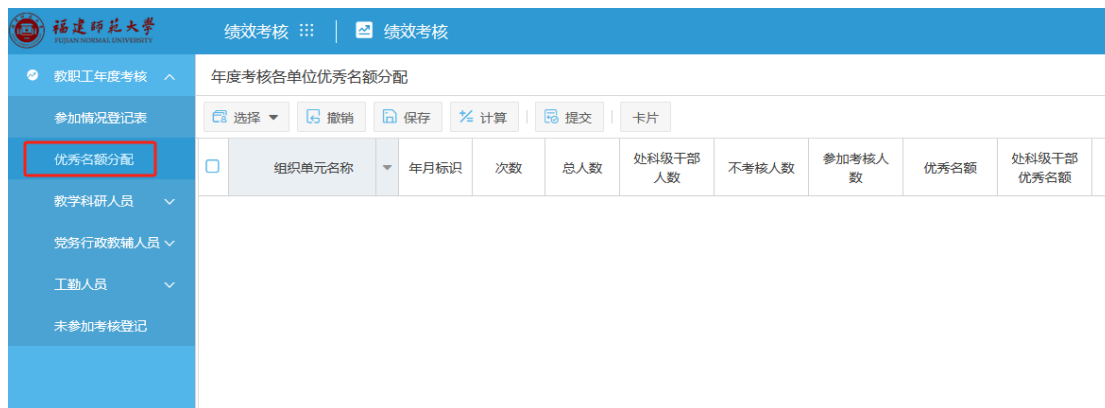 福建师范大学
FUJIAN NORMAL UNIVERSITY
绩效考核 绩效考核
教职工年度考核
年度考核各单位优秀名额分配
参加情况登记表
选择 撤销 保存 计算 提交 卡片
优秀名额分配
组织单元名称 年月标识 次数 总人数 处科级干部 不考核人数 参加考核人 优秀名额 处科级干部
人数 数 优秀名额
教学科研人员
党务行政教辅人员
工勤人员
未参加考核登记